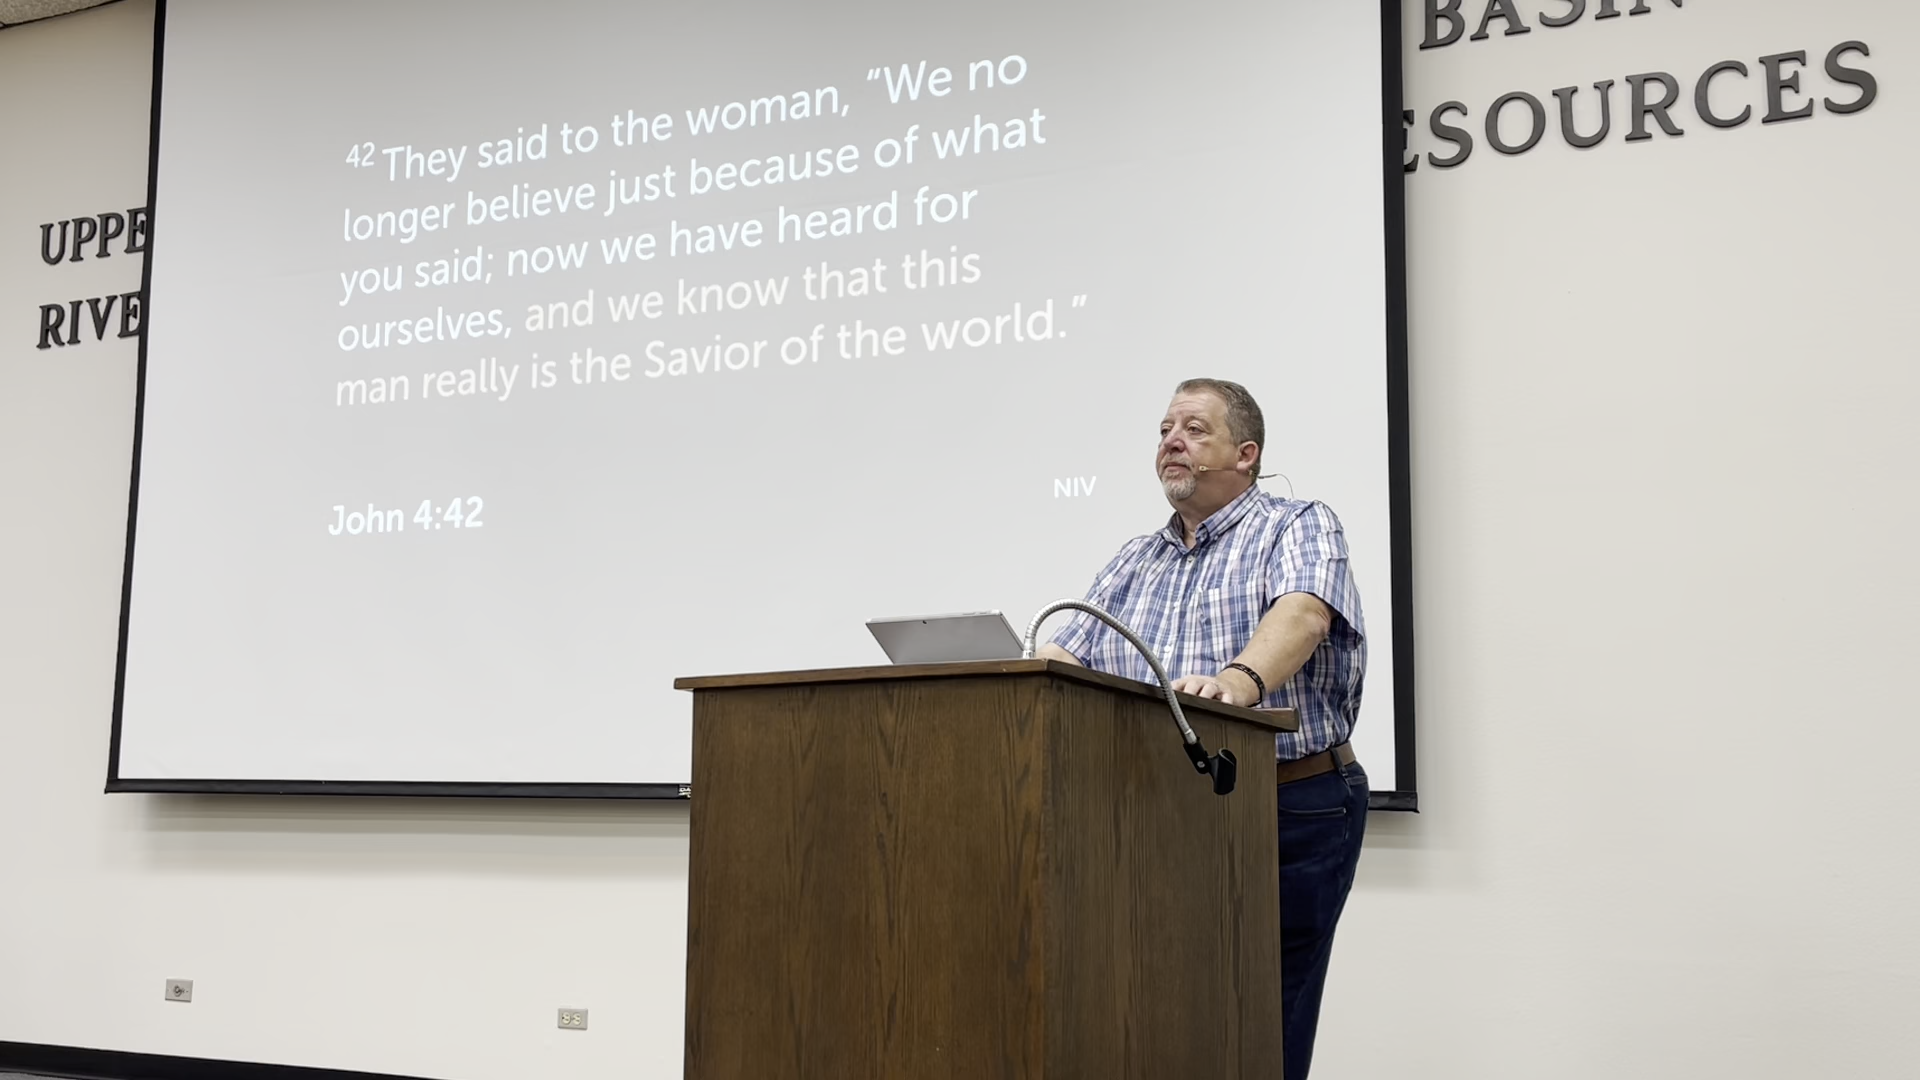 BASIN
ESOURCES
UPPE
RIVE
42 They said to the woman, “We no
longer believe just because of what
you said; now we have heard for
ourselves, and we know that this
man really is the Savior of the world.”
John 4:42
NIV